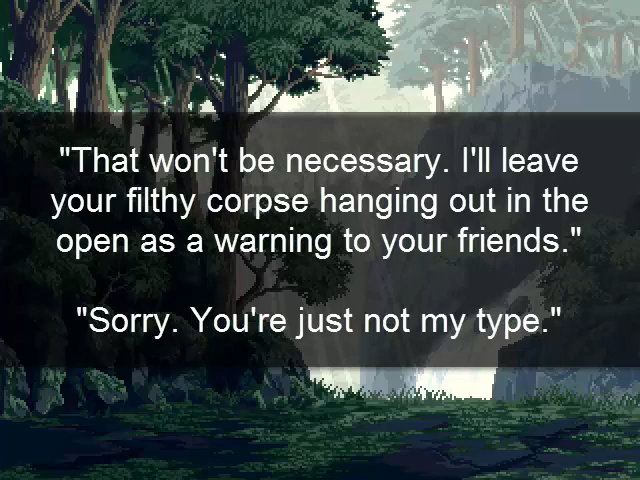 "That won't be necessary. I'll leave
your filthy corpse hanging out in the
open as a warning to your friends."
"Sorry. You're just not my type."